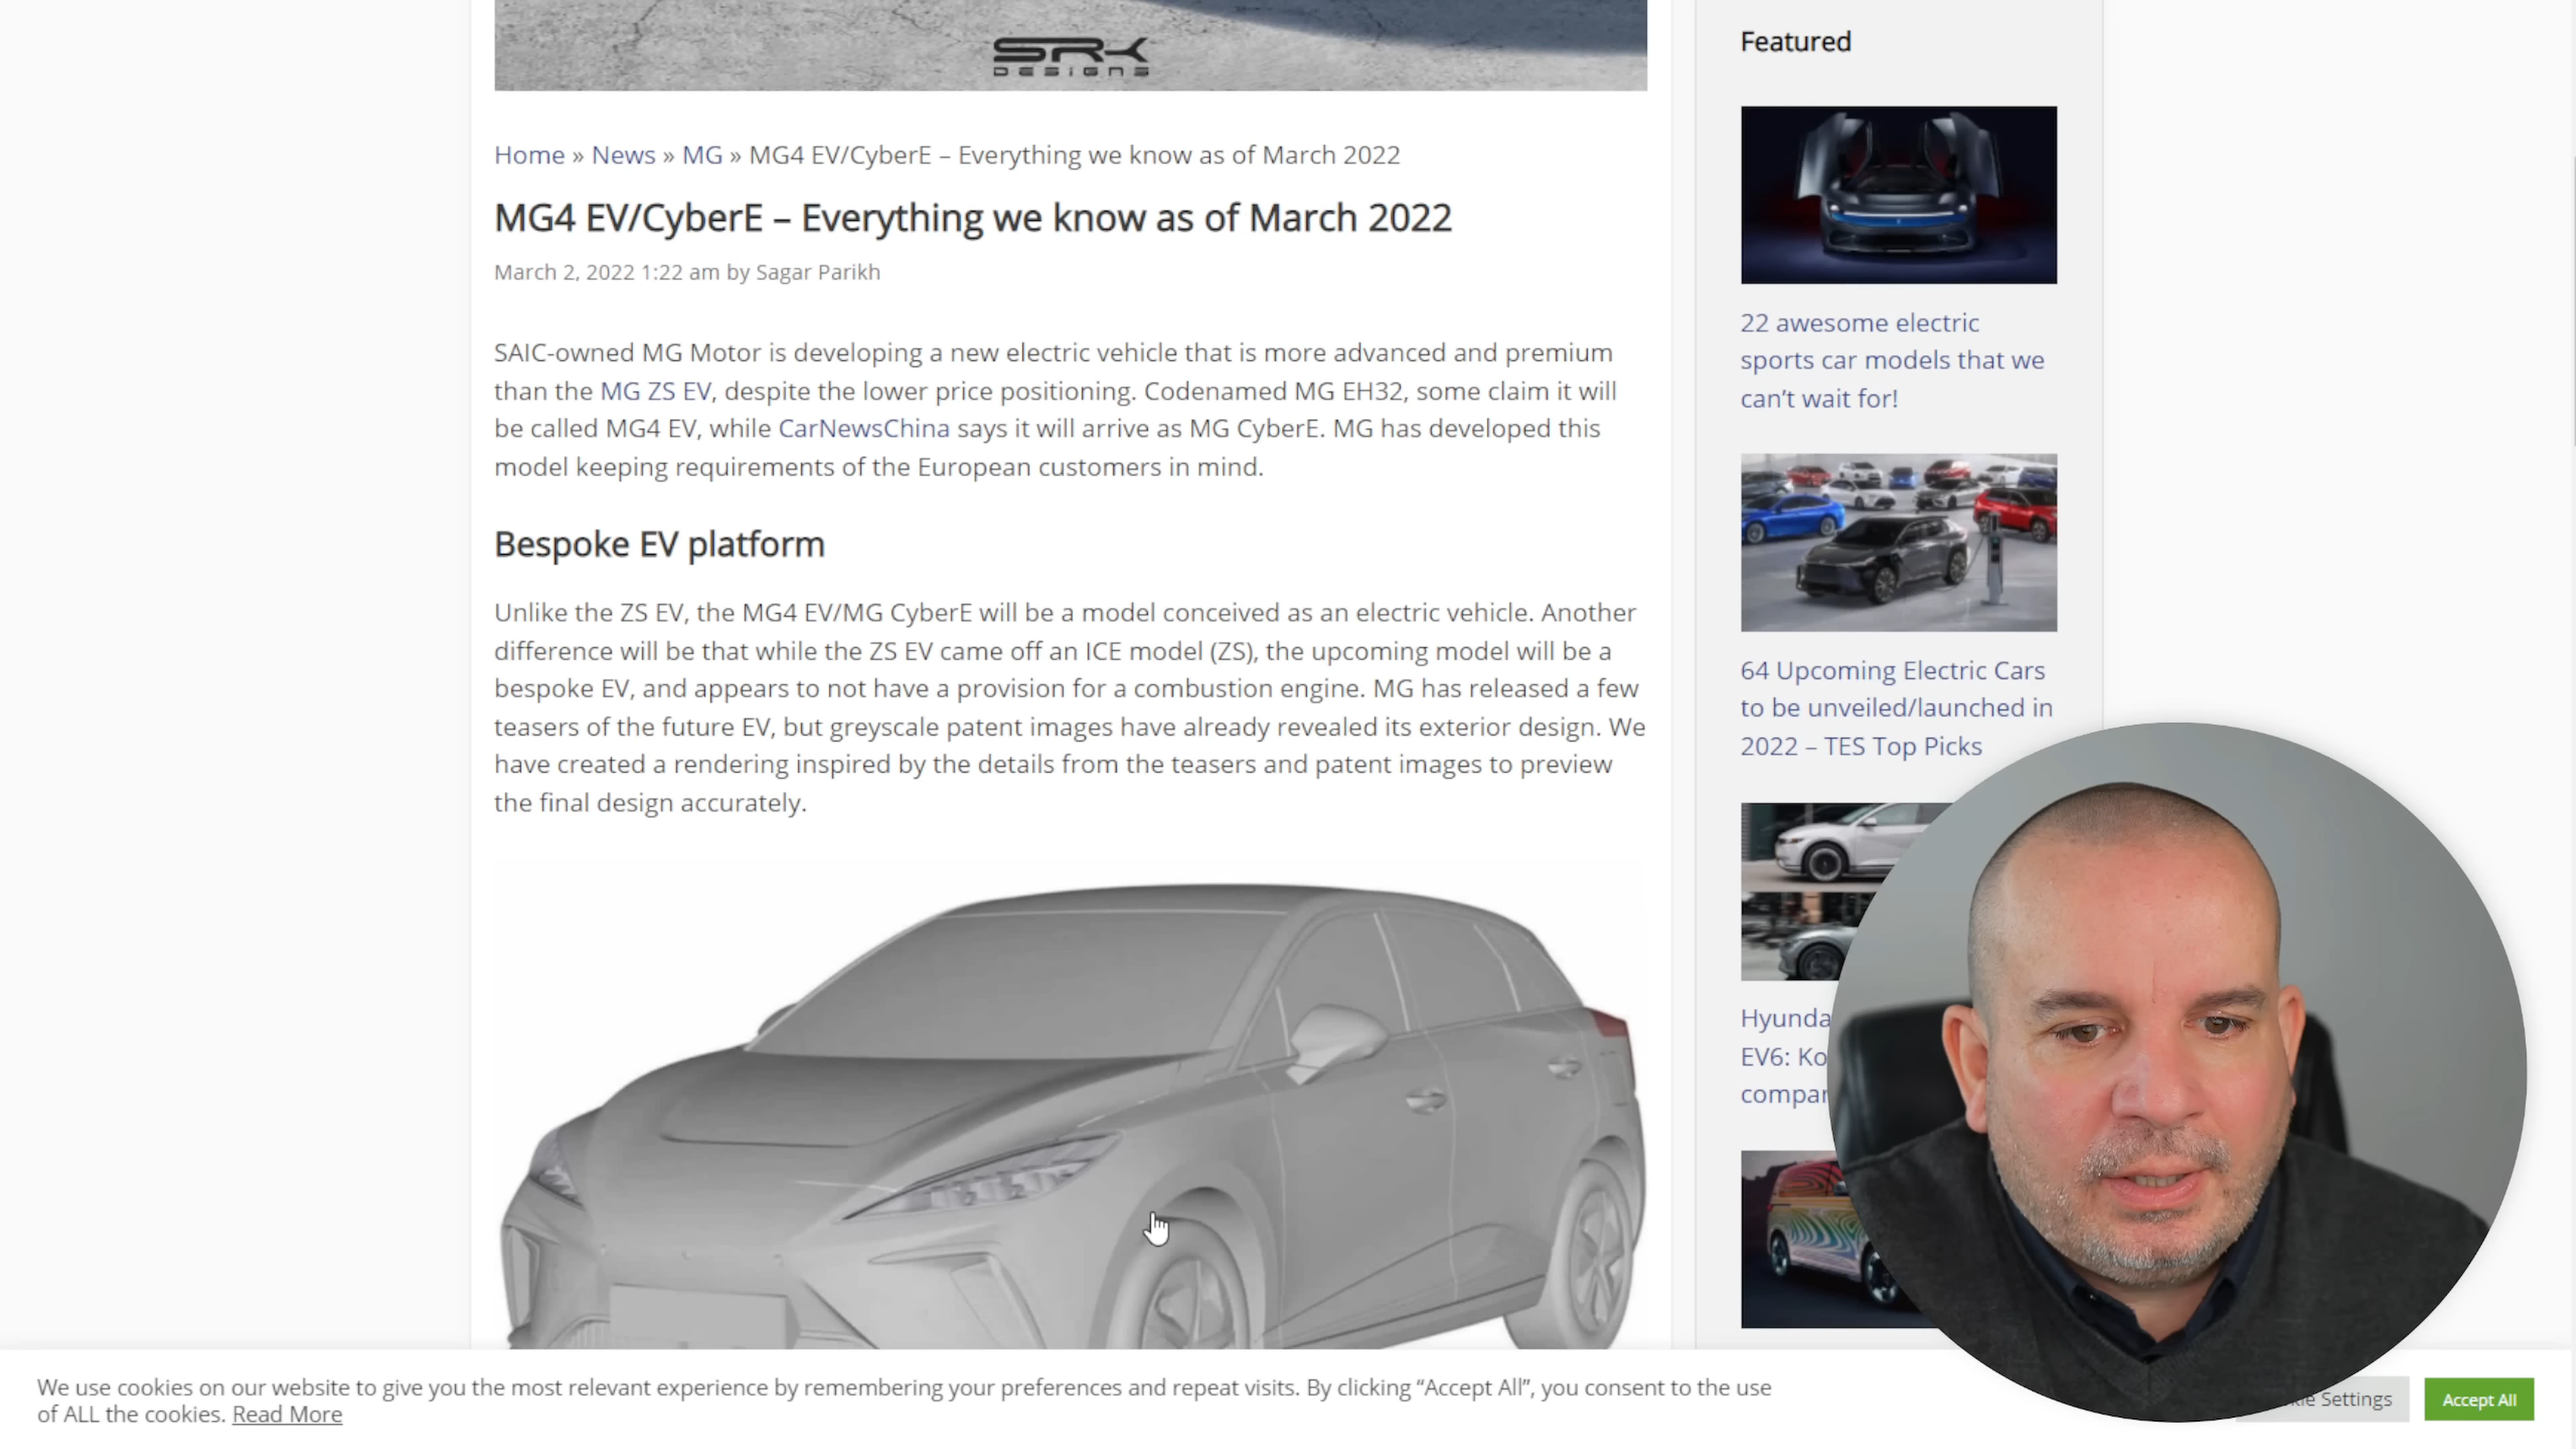 SRK
DESIGNS
Home » News » MG » MG4 EV/CyberE – Everything we know as of March 2022
MG4 EV/CyberE – Everything we know as of March 2022
March 2, 2022 1:22 am by Sagar Parikh
SAIC-owned MG Motor is developing a new electric vehicle that is more advanced and premium
than the MG ZS EV, despite the lower price positioning. Codenamed MG EH32, some claim it will
be called MG4 EV, while CarNewsChina says it will arrive as MG CyberE. MG has developed this
model keeping requirements of the European customers in mind.
Bespoke EV platform
Unlike the ZS EV, the MG4 EV/MG CyberE will be a model conceived as an electric vehicle. Another
difference will be that while the ZS EV came off an ICE model (ZS), the upcoming model will be a
bespoke EV, and appears to not have a provision for a combustion engine. MG has released a few
teasers of the future EV, but greyscale patent images have already revealed its exterior design. We
have created a rendering inspired by the details from the teasers and patent images to preview
the final design accurately.
Featured
22 awesome electric
sports car models that we
can't wait for!
64 Upcoming Electric Cars
to be unveiled/launched in
2022 – TES Top Picks
Hyunda
EV6: Ko
compar
We use cookies on our website to give you the most relevant experience by remembering your preferences and repeat visits. By clicking “Accept All”, you consent to the use
of ALL the cookies. Read More
Settings
Accept All